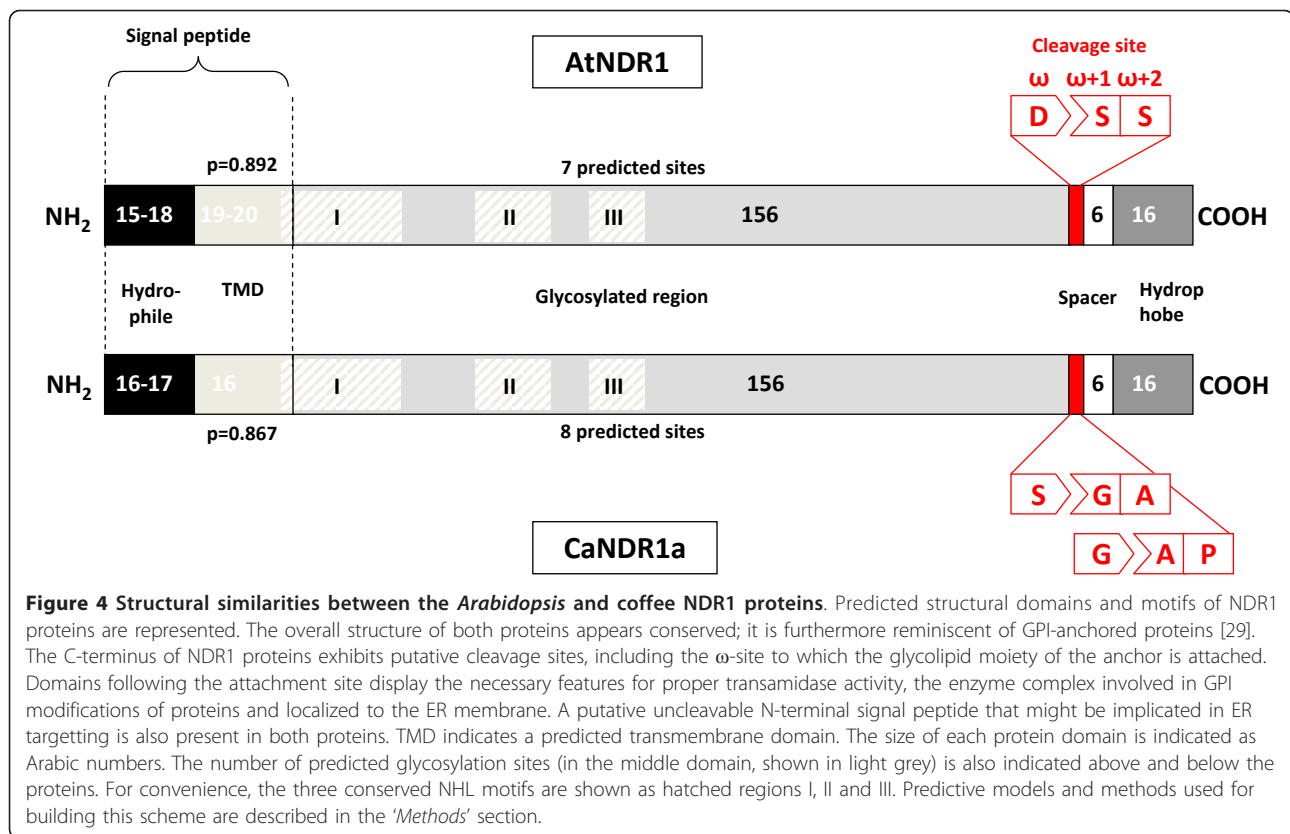 Signal peptide
AtNDR1
Cleavage site
ω ω+1 ω+2
D S S
p=0.892
7 predicted sites
NH2 15-18 19-20 I II III 156 6 16 COOH
Hydro-
phile
TMD
Glycosylated region
Spacer
Hydrop
hobe
NH2 16-17 16 I II III 156 6 16 COOH
p=0.867
8 predicted sites
S G A
CaNDR1a
G A P
Figure 4 Structural similarities between the Arabidopsis and coffee NDR1 proteins. Predicted structural domains and motifs of NDR1
proteins are represented. The overall structure of both proteins appears conserved; it is furthermore reminiscent of GPI-anchored proteins [29].
The C-terminus of NDR1 proteins exhibits putative cleavage sites, including the ω-site to which the glycolipid moiety of the anchor is attached.
Domains following the attachment site display the necessary features for proper transamidase activity, the enzyme complex involved in GPI
modifications of proteins and localized to the ER membrane. A putative uncleavable N-terminal signal peptide that might be implicated in ER
targetting is also present in both proteins. TMD indicates a predicted transmembrane domain. The size of each protein domain is indicated as
Arabic numbers. The number of predicted glycosylation sites (in the middle domain, shown in light grey) is also indicated above and below the
proteins. For convenience, the three conserved NHL motifs are shown as hatched regions I, II and III. Predictive models and methods used for
building this scheme are described in the 'Methods' section.